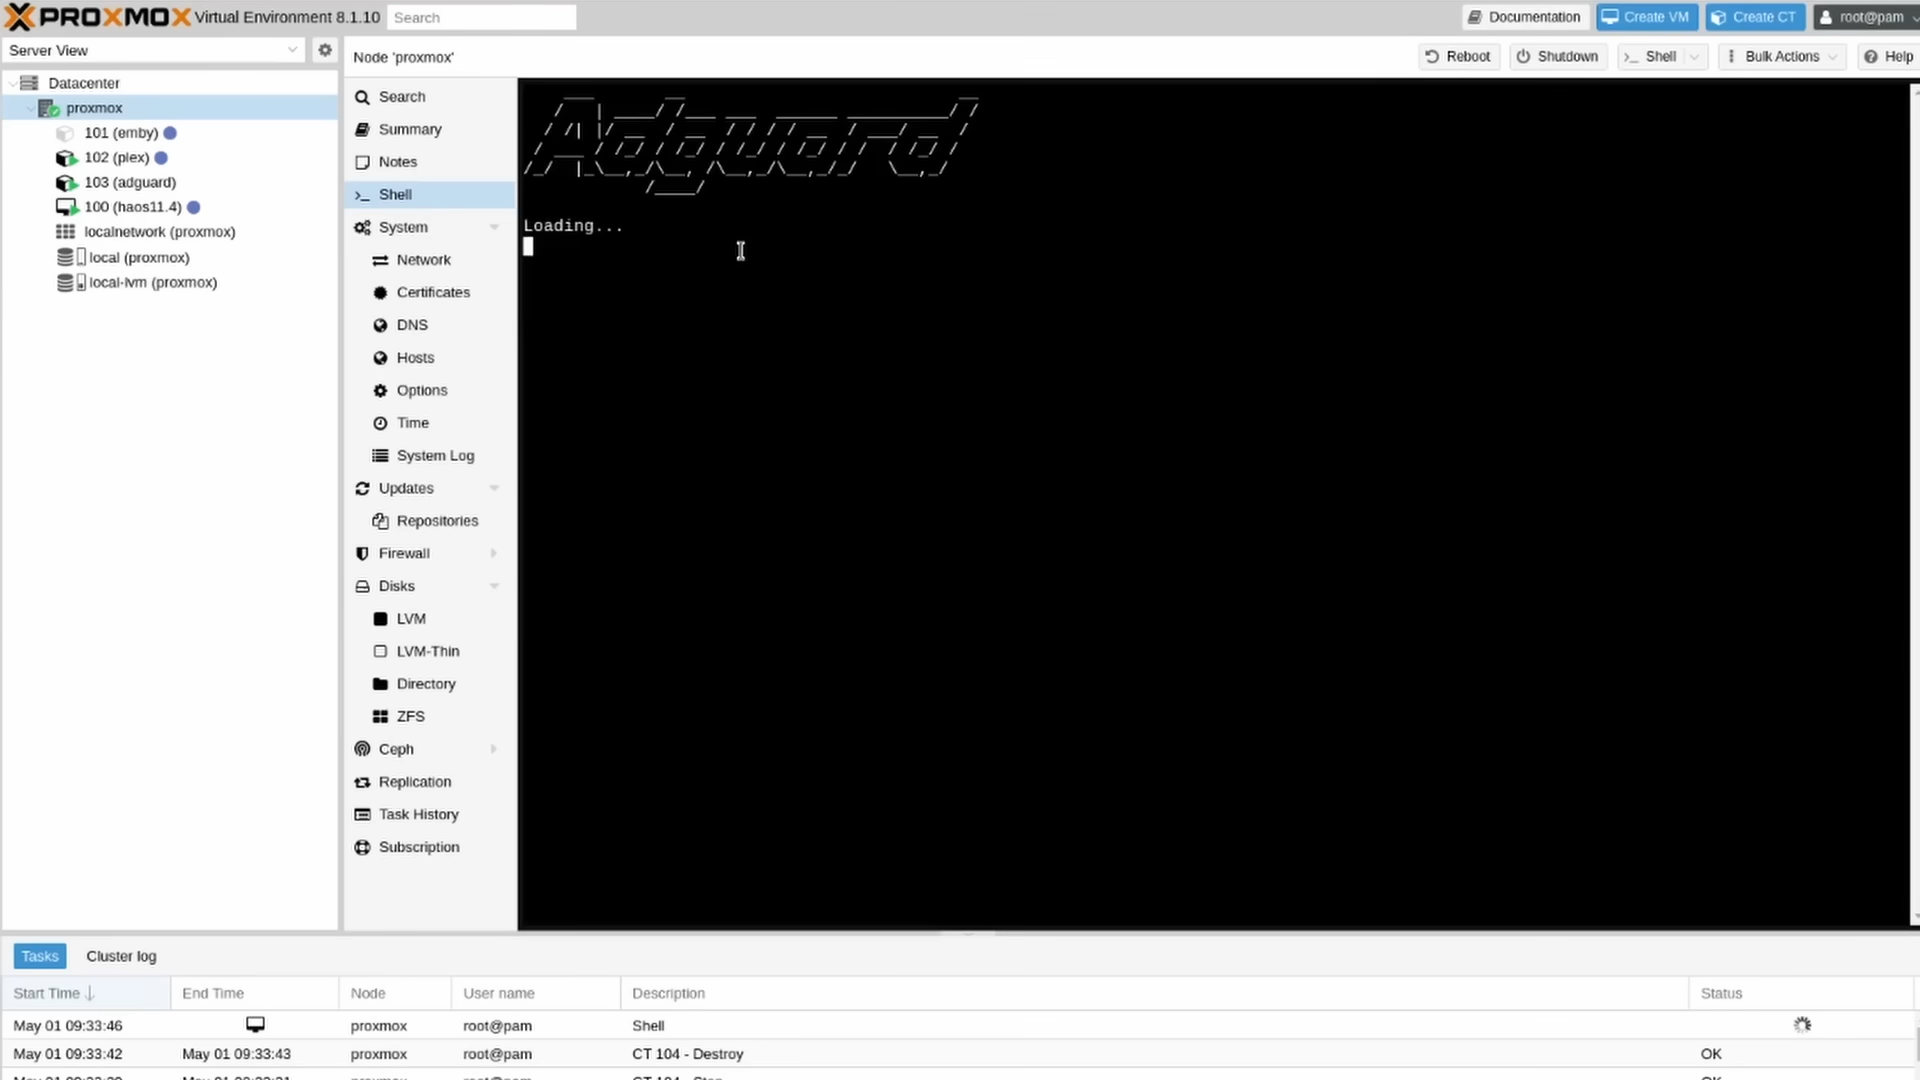 PROXMOX Virtual Environment 8.1.10 Search Documentation Create VM Create CT root@pam
Server View
Node 'proxmox' Reboot Shutdown Shell Bulk Actions Help
Datacenter
proxmox
101 (emby)
102 (plex)
103 (adguard)
100 (haos11.4)
localnetwork (proxmox)
local (proxmox)
local-lvm (proxmox)
Search
Summary
Notes
Shell
System
Network
Certificates
DNS
Hosts
Options
Time
System Log
Updates
Repositories
Firewall
Disks
LVM
LVM-Thin
Directory
ZFS
Ceph
Replication
Task History
Subscription
Adguard
Loading...
Tasks Cluster log
Start Time End Time Node User name Description Status
May 01 09:33:46 proxmox root@pam Shell
May 01 09:33:42 May 01 09:33:43 proxmox root@pam CT 104 - Destroy OK